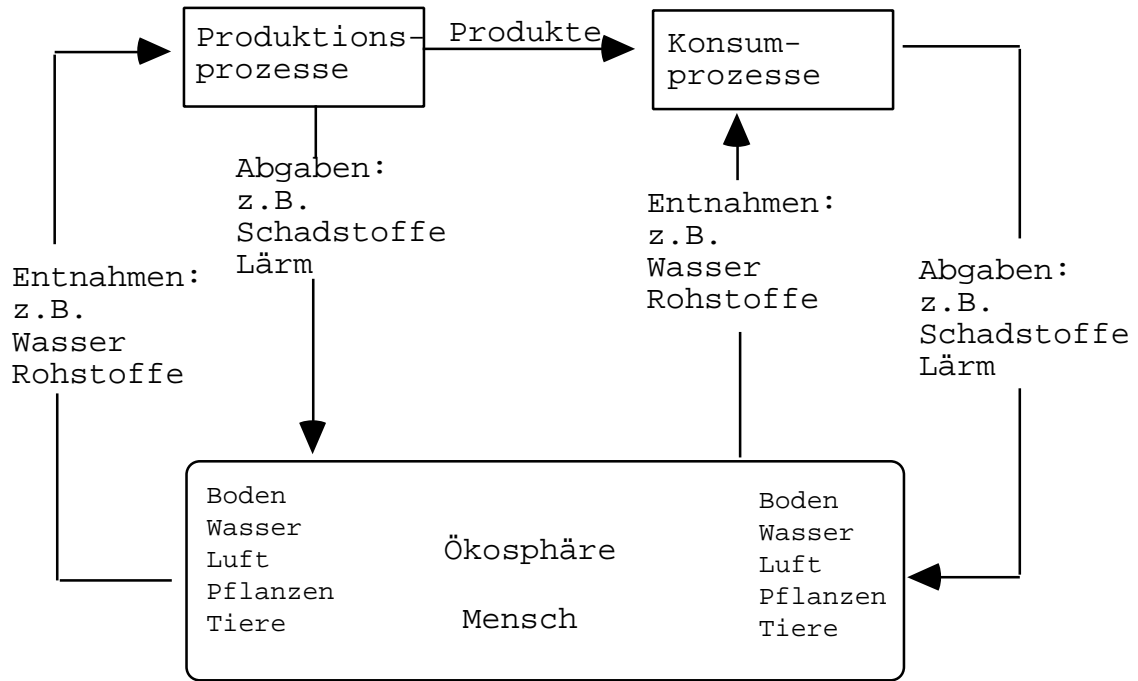 Produktions-
prozesse
Produkte
Konsum-
prozesse
Abgaben:
z.B.
Schadstoffe
Lärm
Entnahmen:
z.B.
Wasser
Rohstoffe
Entnahmen:
z.B.
Wasser
Rohstoffe
Abgaben:
z.B.
Schadstoffe
Lärm
Boden
Wasser
Luft
Pflanzen
Tiere
Ökosphäre
Mensch
Boden
Wasser
Luft
Pflanzen
Tiere